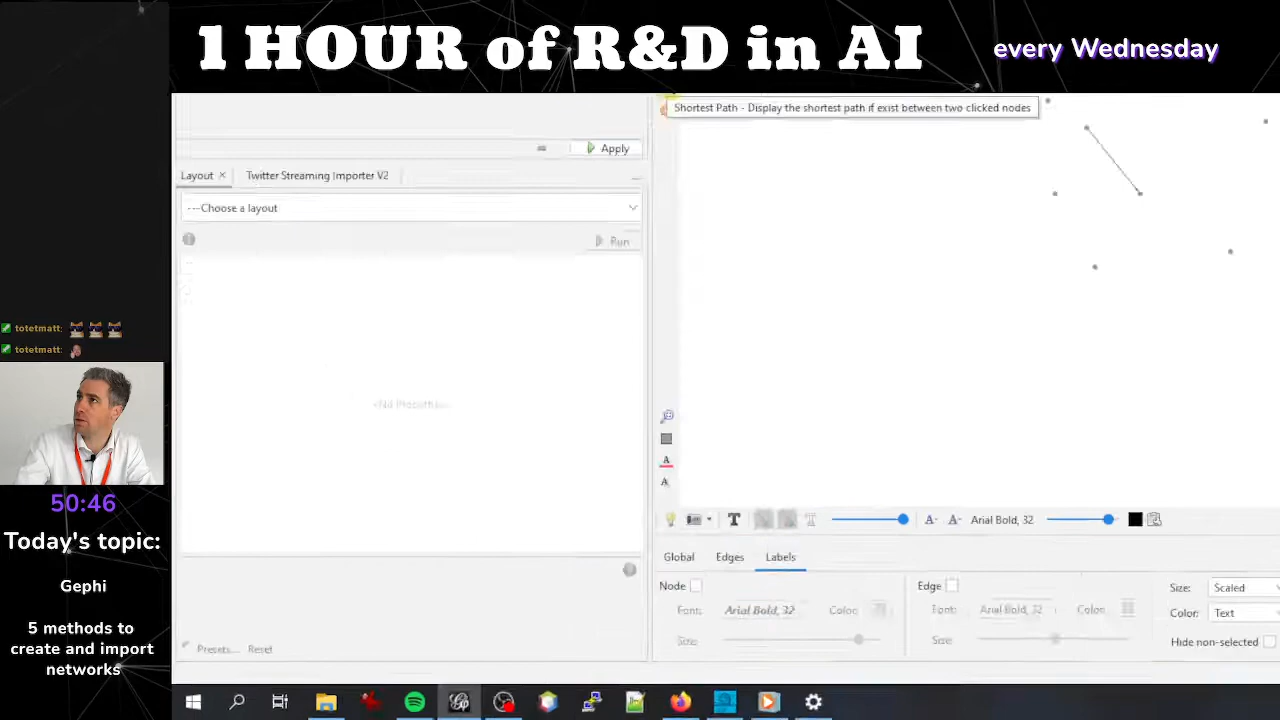 1 HOUR of R&D in AI
every Wednesday
Shortest Path - Display the shortest path if exist between two clicked nodes
Apply
Layout
Twitter Streaming Importer V2
---Choose a layout
Run
totetmatt:
totetmatt:
50:46
Today's topic:
Gephi
5 methods to
create and import
networks
A
A
T
T
A-
A-
Arial Bold, 32
Global
Edges
Labels
Node
Edge
Size:
Scaled
Font:
Arial Bold, 32
Color:
Font:
Arial Bold, 32
Color:
Color:
Text
Size:
Size:
Hide non-selected
Presets...
Reset